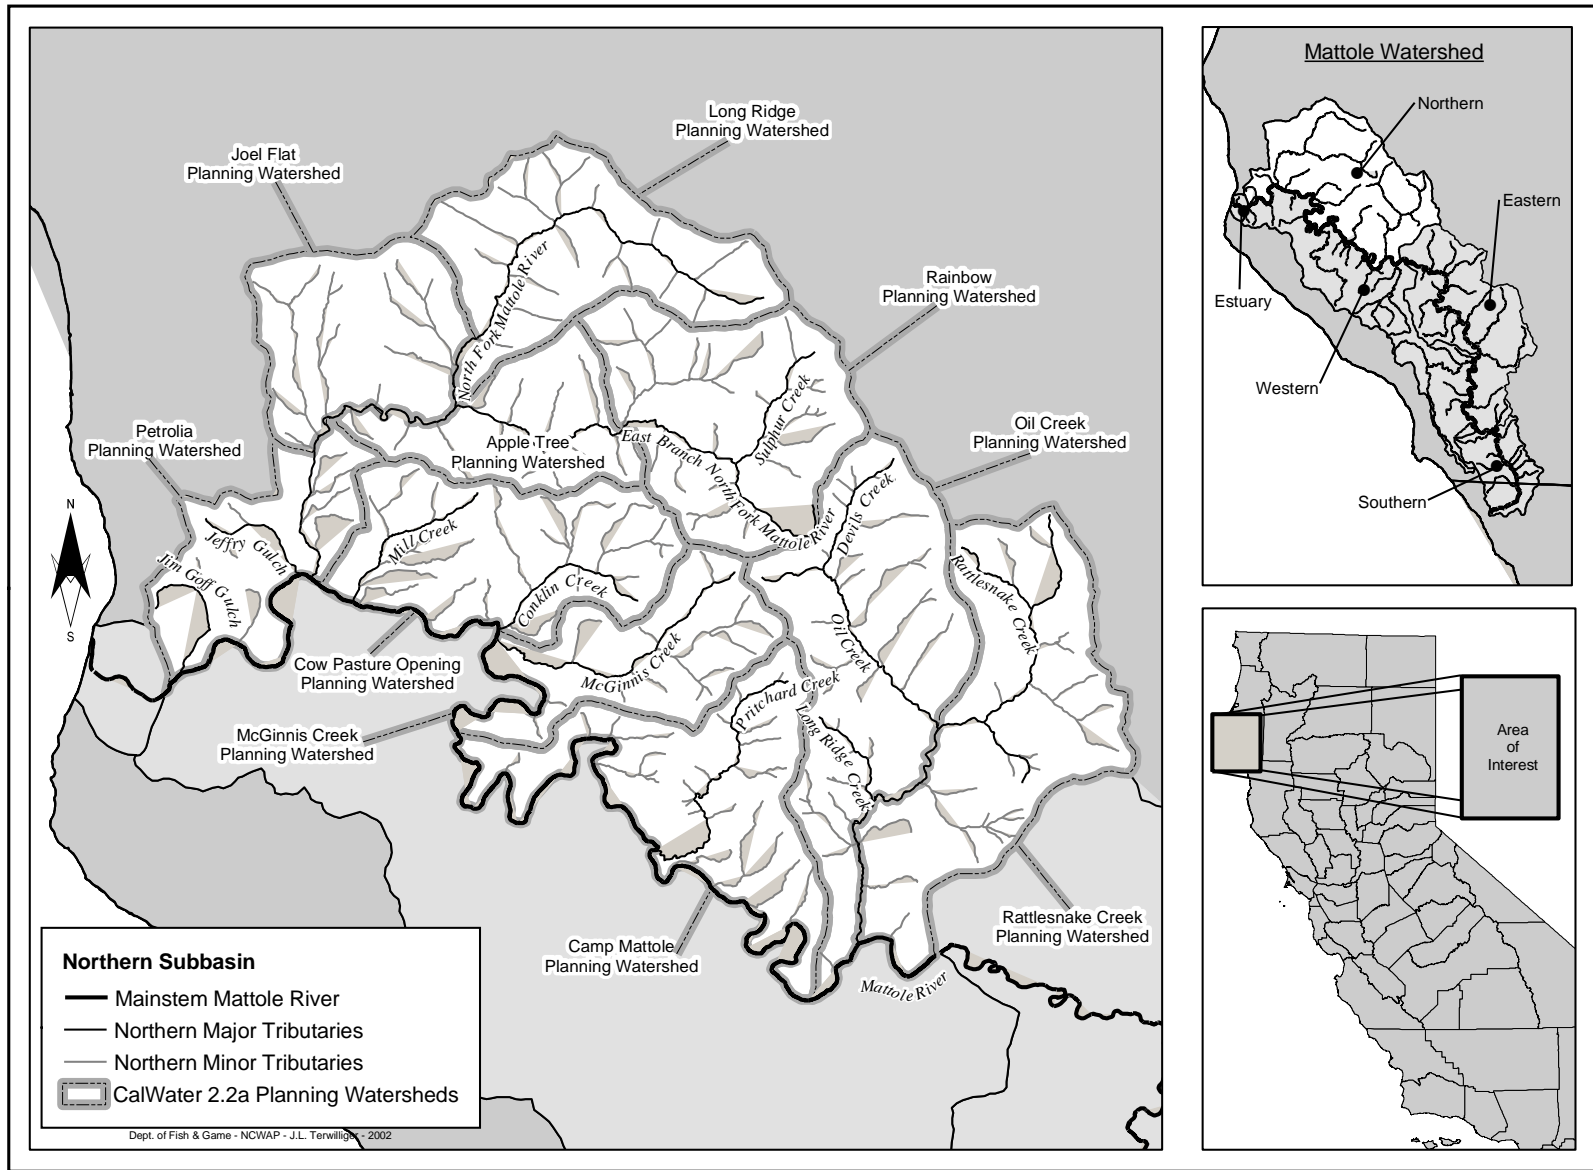 Long Ridge
Planning Watershed
Joel Flat
Planning Watershed
North Fork Mattole River
Rainbow
Planning Watershed
Petrolia
Planning Watershed
Apple Tree
Planning Watershed
East Branch North Fork Mattole River
Sulphur Creek
Oil Creek
Planning Watershed
Devils Creek
N
S
Jeffry Gulch
Jim Goff Gulch
Mill Creek
Conklin Creek
Rattlesnake Creek
Oil Creek
McGinnis Creek
Pritchard Creek
Long Ridge Creek
Cow Pasture Opening
Planning Watershed
McGinnis Creek
Planning Watershed
Camp Mattole
Planning Watershed
Rattlesnake Creek
Planning Watershed
Mattole River
Northern Subbasin
Mainstem Mattole River
Northern Major Tributaries
Northern Minor Tributaries
CalWater 2.2a Planning Watersheds
Dept. of Fish & Game - NCWAP - J.L. Terwilliger - 2002
Mattole Watershed
Northern
Eastern
Estuary
Western
Southern
Area
of
Interest